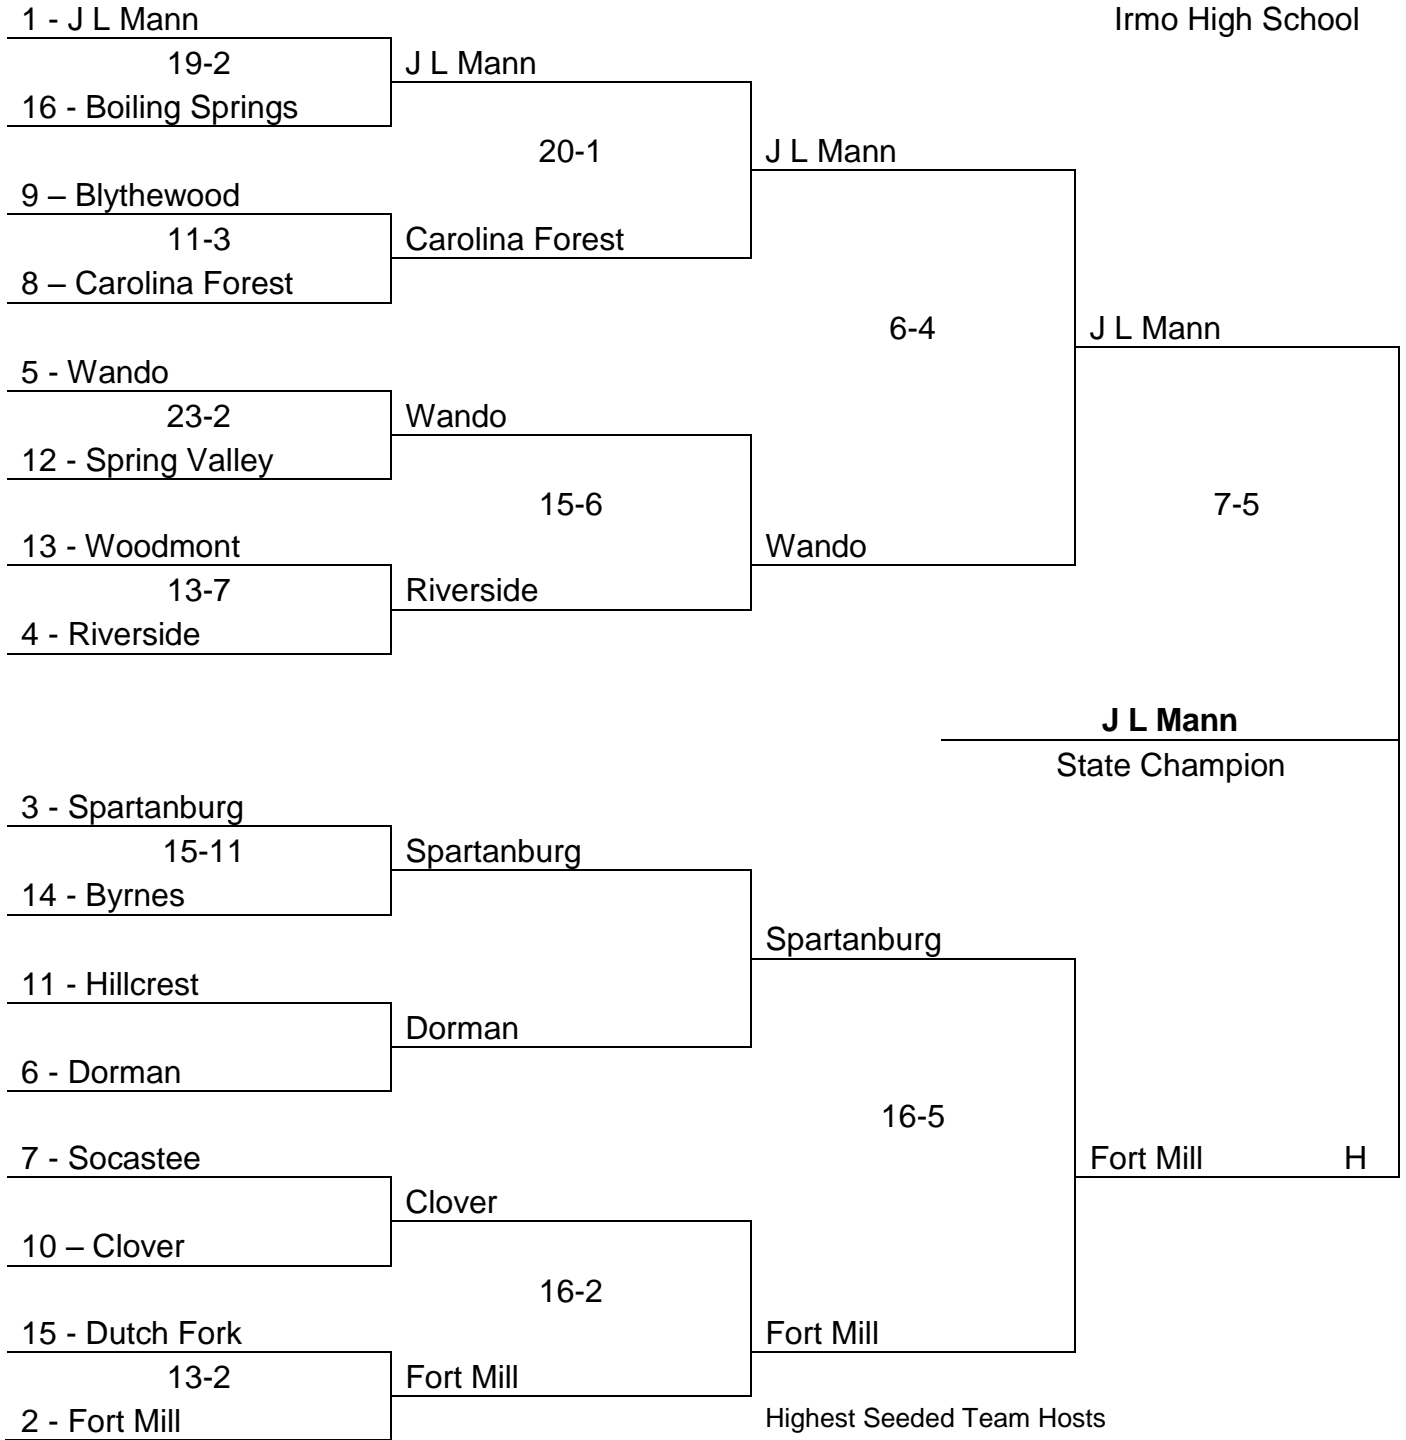 1 - J L Mann
Irmo High School
19-2
J L Mann
16 - Boiling Springs
20-1
J L Mann
9 – Blythewood
11-3
Carolina Forest
8 – Carolina Forest
6-4
J L Mann
5 - Wando
23-2
Wando
12 - Spring Valley
15-6
7-5
13 - Woodmont
Wando
13-7
Riverside
4 - Riverside
J L Mann
State Champion
3 - Spartanburg
15-11
Spartanburg
14 - Byrnes
Spartanburg
11 - Hillcrest
Dorman
6 - Dorman
16-5
7 - Socastee
Fort Mill H
Clover
10 – Clover
16-2
15 - Dutch Fork
Fort Mill
13-2
Fort Mill
2 - Fort Mill
Highest Seeded Team Hosts